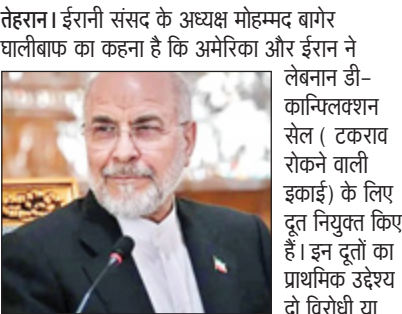 तेहरान। ईरानी संसद के अध्यक्ष मोहम्मद बागेर
घालीबाफ का कहना है कि अमेरिका और ईरान ने
लेबनान डी-
कान्फ्लिक्शन
सेल ( टकराव
रोकने वाली
इकाई) के लिए
दूत नियुक्त किए
हैं। इन दूतों का
प्राथमिक उद्देश्य
दो विरोधी या